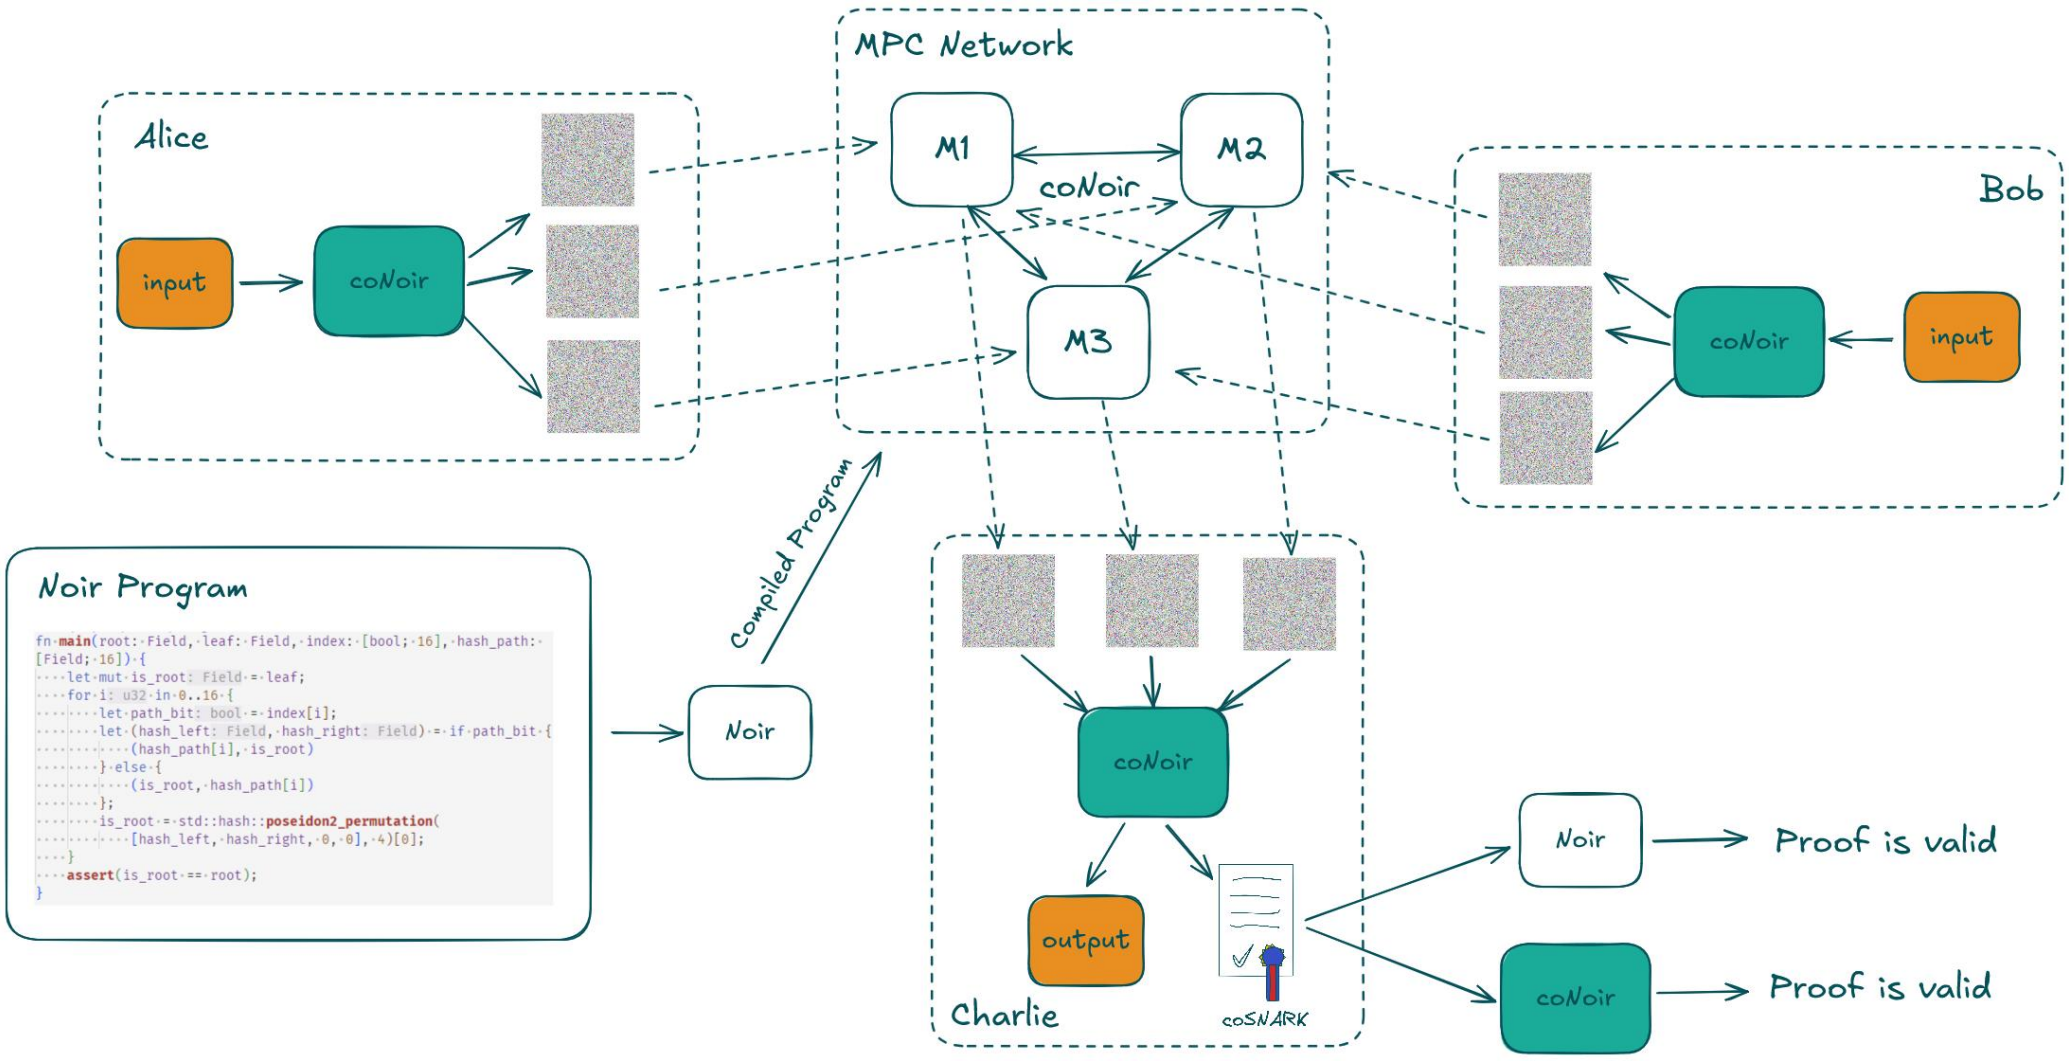 MPC Network
Alice
M1
M2
coNoir
Bob
input
coNoir
M3
coNoir
input
Compiled Program
Noir Program
fn main(root: Field, leaf: Field, index: [bool; 16], hash_path:
[Field; 16]) {
let mut is_root: Field = leaf;
for i: u32 in 0..16 {
let path_bit: bool = index[i];
let (hash_left: Field, hash_right: Field) = if path_bit {
(hash_path[i], is_root)
} else {
(is_root, hash_path[i])
};
is_root = std::hash::poseidon2_permutation(
[hash_left, hash_right, 0, 0], 4)[0];
}
assert(is_root == root);
}
Noir
coNoir
output
coSNARK
Charlie
Noir
Proof is valid
coNoir
Proof is valid